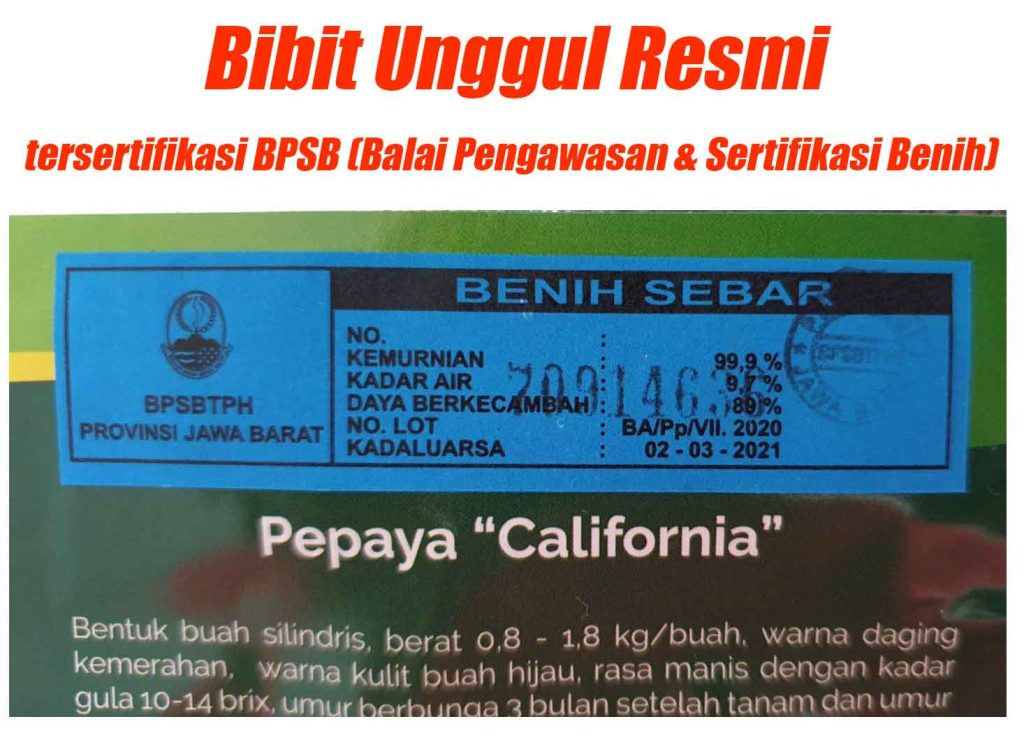 Bibit Unggul Resmi
tersertifikasi BPSB (Balai Pengawasan & Sertifikasi Benih)
BENIH SEBAR
BPSBTPH
PROVINSI JAWA BARAT
NO. :
KEMURNIAN : 99,9 %
KADAR AIR : 9,7 %
DAYA BERKECAMBAH : 89 %
NO. LOT : BA/Pp/VII. 2020
KADALUARSA : 02 - 03 - 2021
Pepaya “California”
Bentuk buah silindris, berat 0,8 - 1,8 kg/buah, warna daging
kemerahan, warna kulit buah hijau, rasa manis dengan kadar
gula 10-14 brix, umur berbunga 3 bulan setelah tanam dan umur